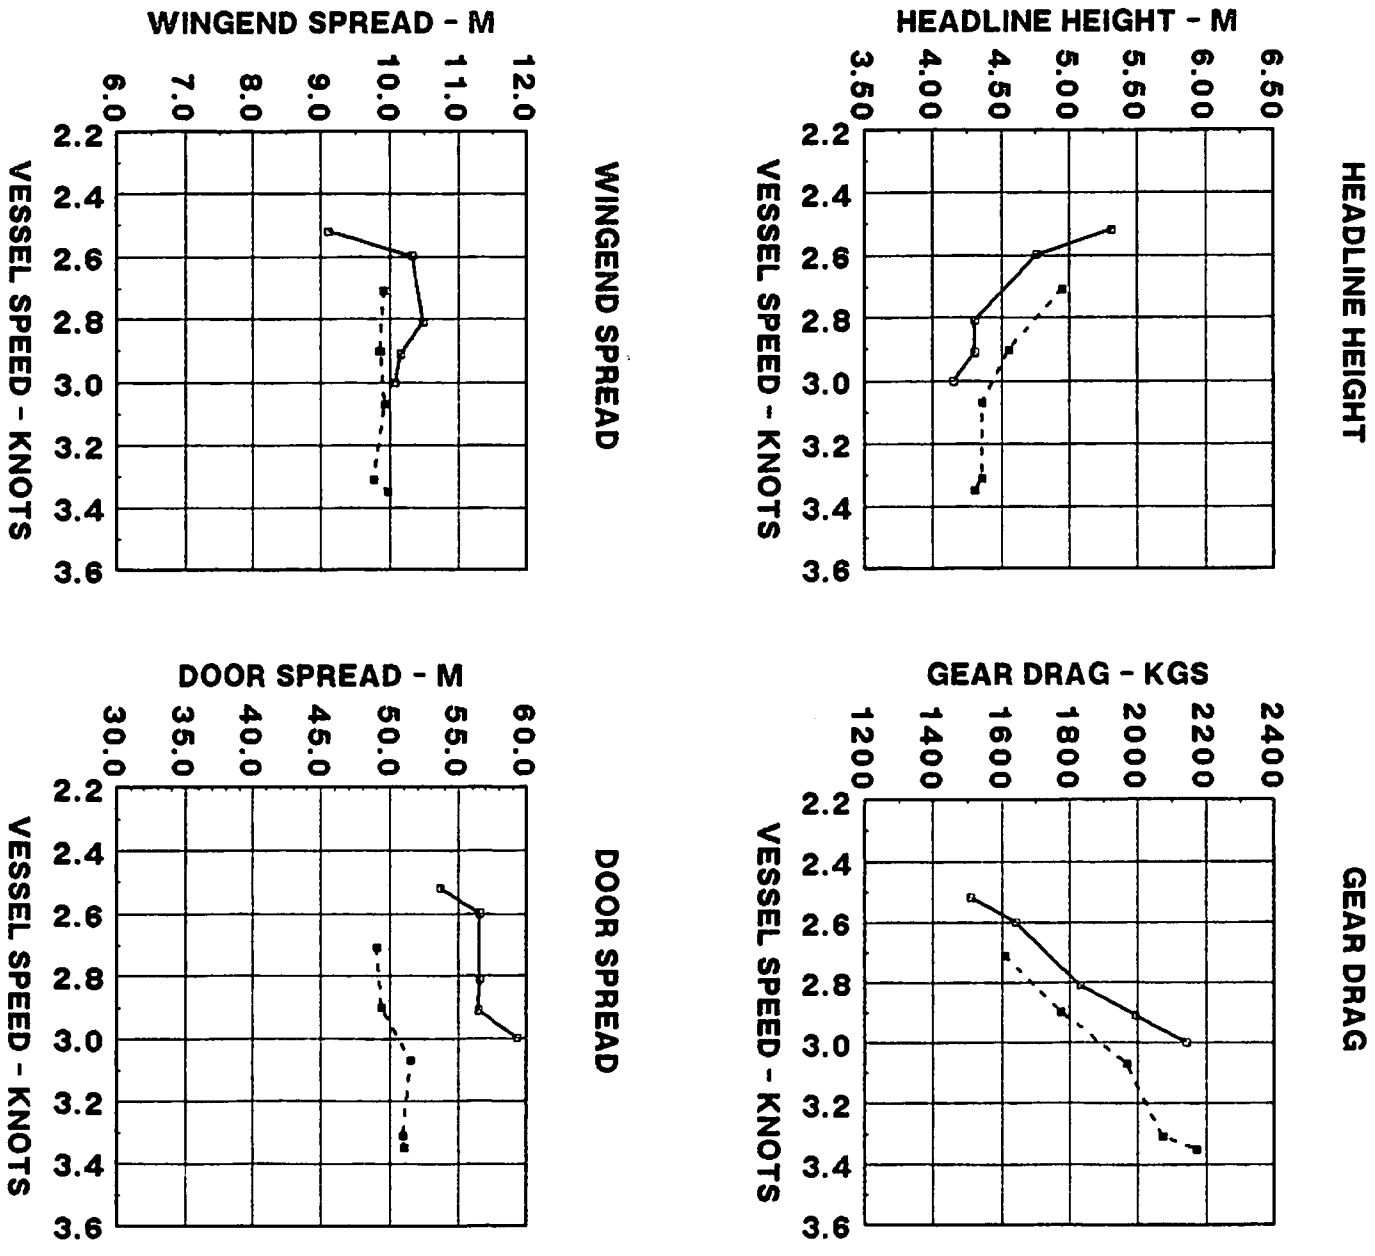 WINGEND SPREAD - M
6.0 7.0 8.0 9.0 10.0 11.0 12.0
2.2
2.4
2.6
2.8
3.0
3.2
3.4
3.6
VESSEL SPEED - KNOTS
WINGEND SPREAD
HEADLINE HEIGHT - M
3.50 4.00 4.50 5.00 5.50 6.00 6.50
2.2
2.4
2.6
2.8
3.0
3.2
3.4
3.6
VESSEL SPEED - KNOTS
HEADLINE HEIGHT
DOOR SPREAD - M
30.0 35.0 40.0 45.0 50.0 55.0 60.0
2.2
2.4
2.6
2.8
3.0
3.2
3.4
3.6
VESSEL SPEED - KNOTS
DOOR SPREAD
GEAR DRAG - KGS
1200 1400 1600 1800 2000 2200 2400
2.2
2.4
2.6
2.8
3.0
3.2
3.4
3.6
VESSEL SPEED - KNOTS
GEAR DRAG